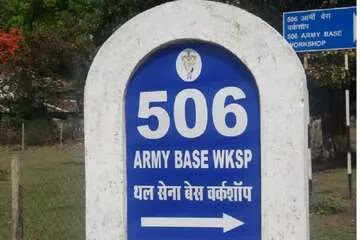 506
ARMY BASE WKSP
थल सेना बेस वर्कशॉप
506 आर्मी बेस
वर्कशॉप
506 ARMY BASE
WORKSHOP